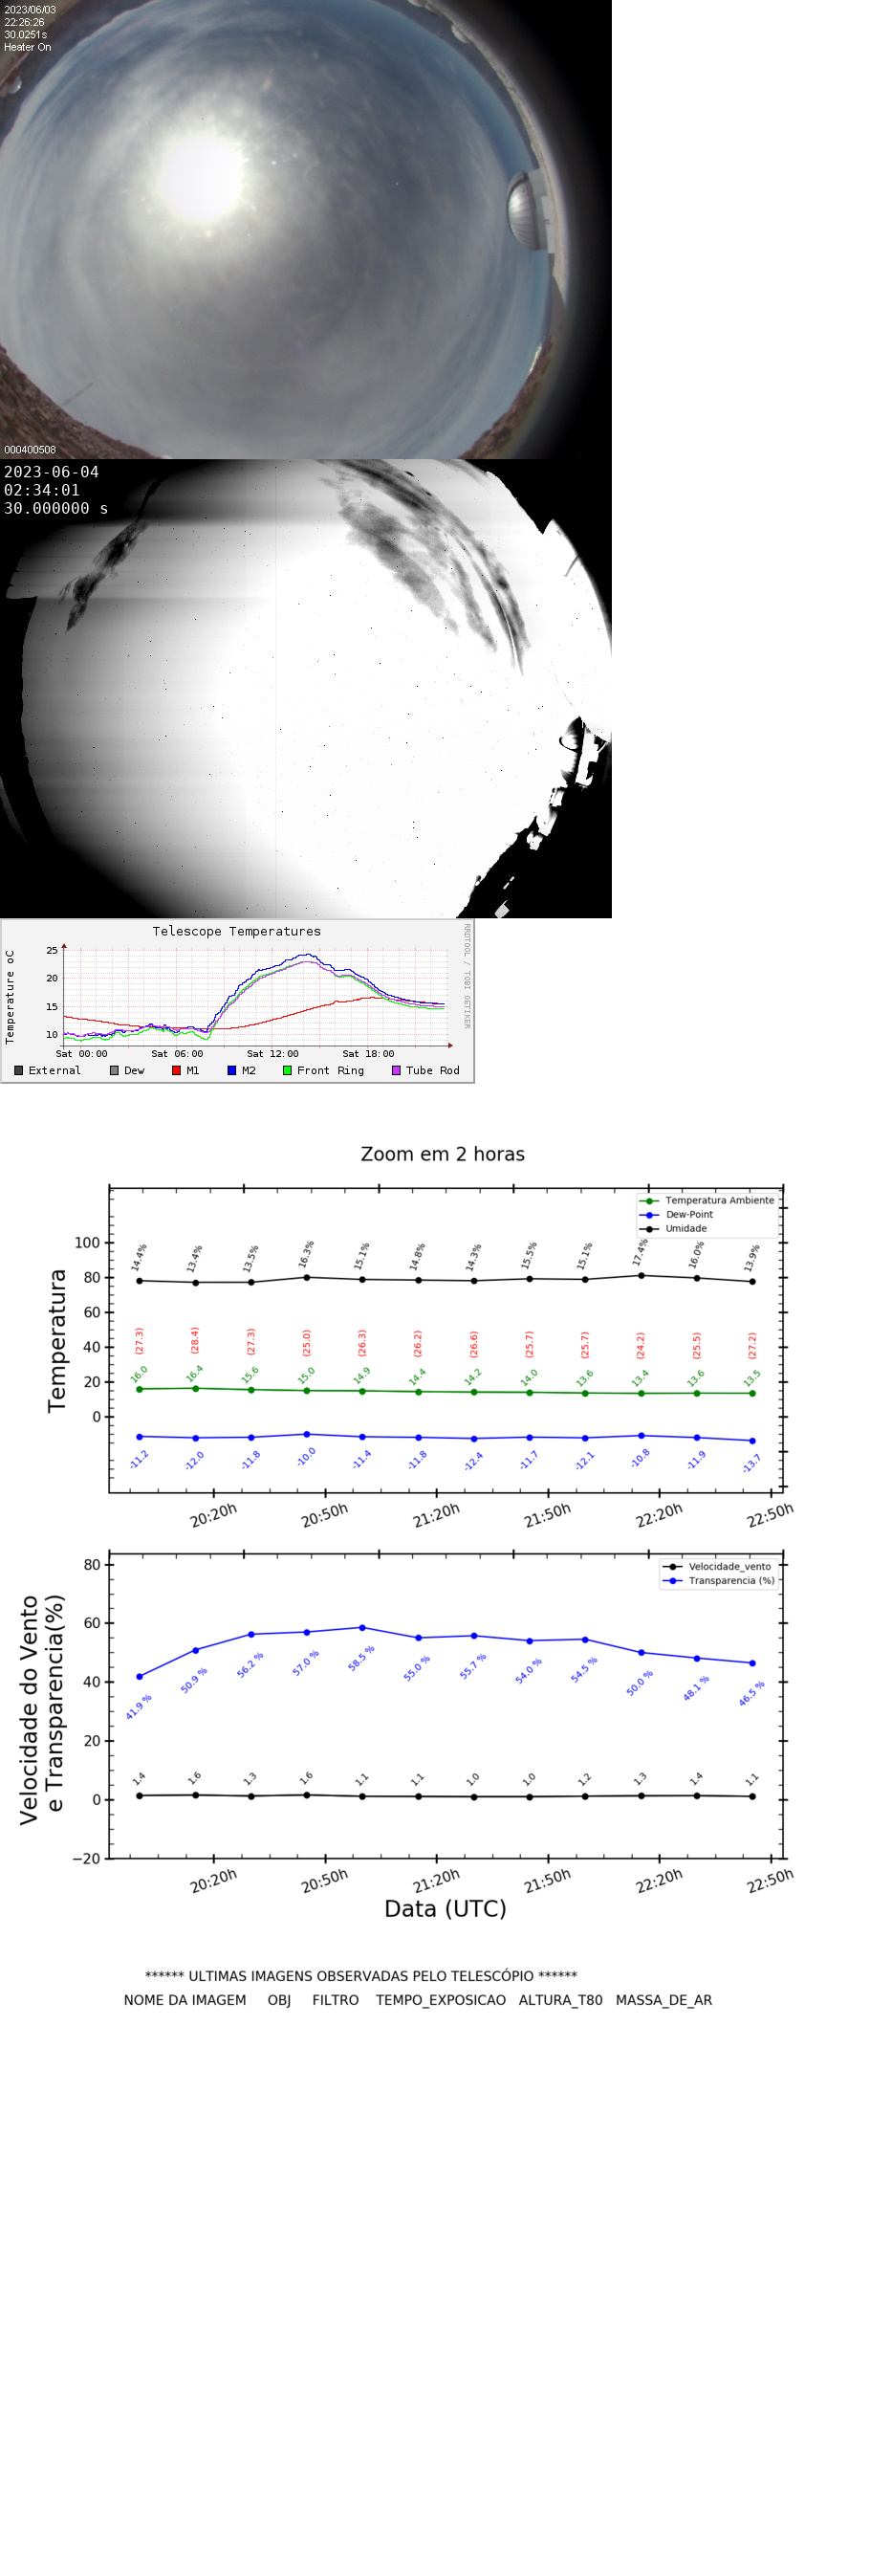 2023/06/03
22:26:26
30.0251s
Heater On
000400508
2023-06-04
02:34:01
30.000000 s
Telescope Temperatures
RRDTOOL / TOBI OETIKER
Temperature oC
25
20
15
10
Sat 00:00 Sat 06:00 Sat 12:00 Sat 18:00
External Dew M1 M2 Front Ring Tube Rod
Zoom em 2 horas
Temperatura Ambiente
Dew-Point
Umidade
Temperatura
100
80
60
40
20
0
14.4% 13.4% 13.5% 16.3% 15.1% 14.8% 14.3% 15.5% 15.1% 17.4% 16.0% 13.9%
(27.3) (28.4) (27.3) (25.0) (26.3) (26.2) (26.6) (25.7) (25.7) (24.2) (25.5) (27.2)
16.0 16.4 15.6 15.0 14.9 14.4 14.2 14.0 13.6 13.4 13.6 13.5
-11.2 -12.0 -11.8 -10.0 -11.4 -11.8 -12.4 -11.7 -12.1 -10.8 -11.9 -13.7
20:20h 20:50h 21:20h 21:50h 22:20h 22:50h
Velocidade_vento
Transparencia (%)
Velocidade do Vento
e Transparencia(%)
80
60
40
20
0
−20
41.9 % 50.9 % 56.2 % 57.0 % 58.5 % 55.0 % 55.7 % 54.0 % 54.5 % 50.0 % 48.1 % 46.5 %
1.4 1.6 1.3 1.6 1.1 1.1 1.0 1.0 1.2 1.3 1.4 1.1
20:20h 20:50h 21:20h 21:50h 22:20h 22:50h
Data (UTC)
****** ULTIMAS IMAGENS OBSERVADAS PELO TELESCÓPIO ******
NOME DA IMAGEM OBJ FILTRO TEMPO_EXPOSICAO ALTURA_T80 MASSA_DE_AR